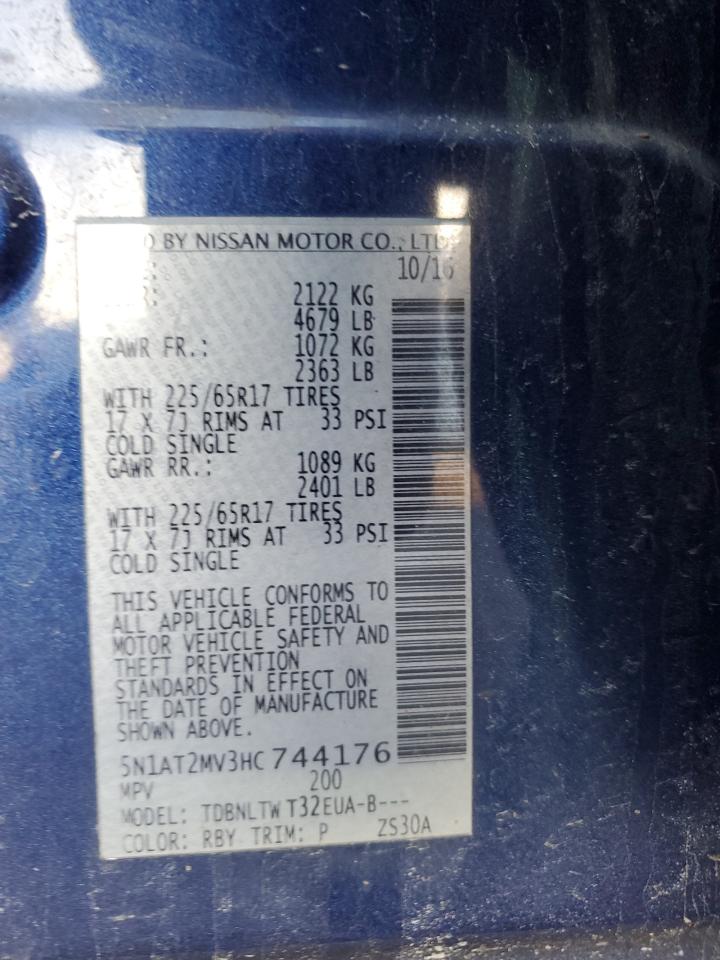 BY NISSAN MOTOR CO., LTD.
10/16
2122 KG
4679 LB
GAWR FR.: 1072 KG
2363 LB
WITH 225/65R17 TIRES
17 X 7J RIMS AT 33 PSI
COLD SINGLE
GAWR RR.: 1089 KG
2401 LB
WITH 225/65R17 TIRES
17 X 7J RIMS AT 33 PSI
COLD SINGLE
THIS VEHICLE CONFORMS TO
ALL APPLICABLE FEDERAL
MOTOR VEHICLE SAFETY AND
THEFT PREVENTION
STANDARDS IN EFFECT ON
THE DATE OF MANUFACTURE
SHOWN ABOVE.
5N1AT2MV3HC 744176
MPV 200
MODEL: TDBNLTW T32EUA-B---
COLOR: RBY TRIM: P ZS30A